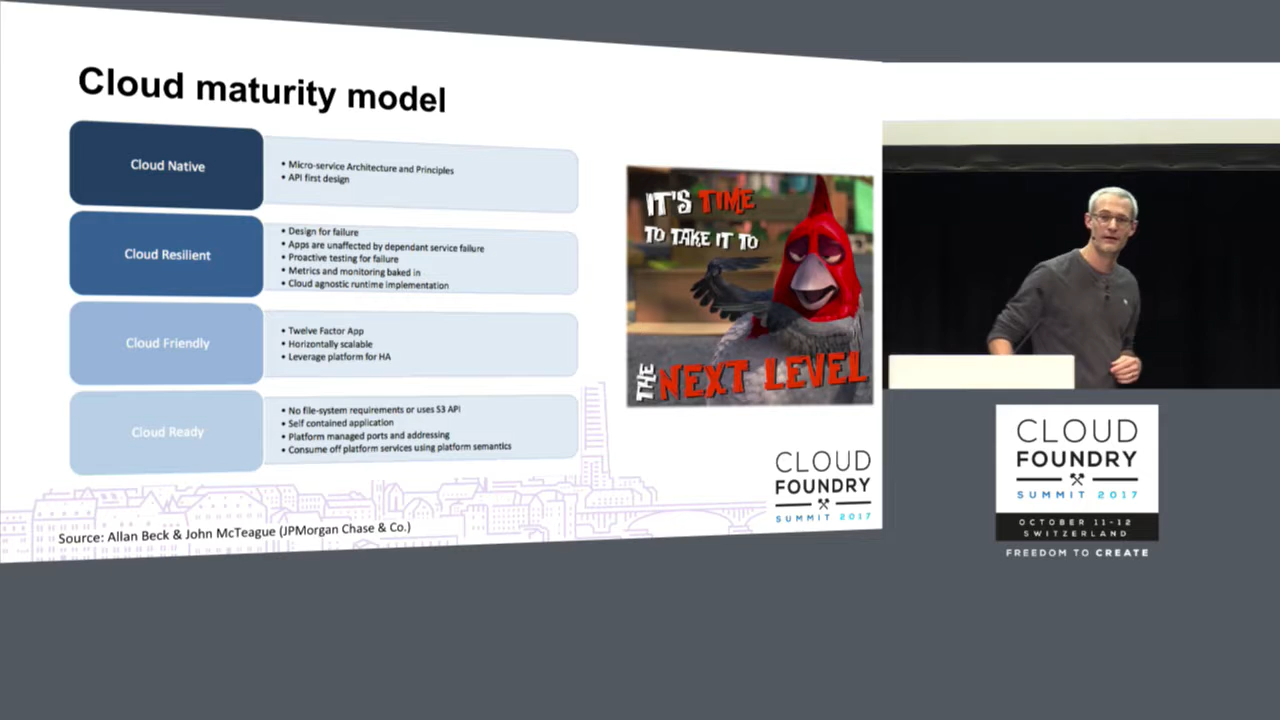 Cloud maturity model
Cloud Native
• Micro-service Architecture and Principles
• API first design
Cloud Resilient
• Design for failure
• Apps are unaffected by dependant service failure
• Proactive testing for failure
• Metrics and monitoring baked in
• Cloud agnostic runtime implementation
Cloud Friendly
• Twelve Factor App
• Horizontally scalable
• Leverage platform for HA
Cloud Ready
• No file-system requirements or uses S3 API
• Self contained application
• Platform managed ports and addressing
• Consume off platform services using platform semantics
Source: Allan Beck & John McTeague (JPMorgan Chase & Co.)
IT'S TIME
TO TAKE IT TO
THE NEXT LEVEL
CLOUD
FOUNDRY
SUMMIT 2017
CLOUD
FOUNDRY
SUMMIT 2017
OCTOBER 11-12
SWITZERLAND
FREEDOM TO CREATE